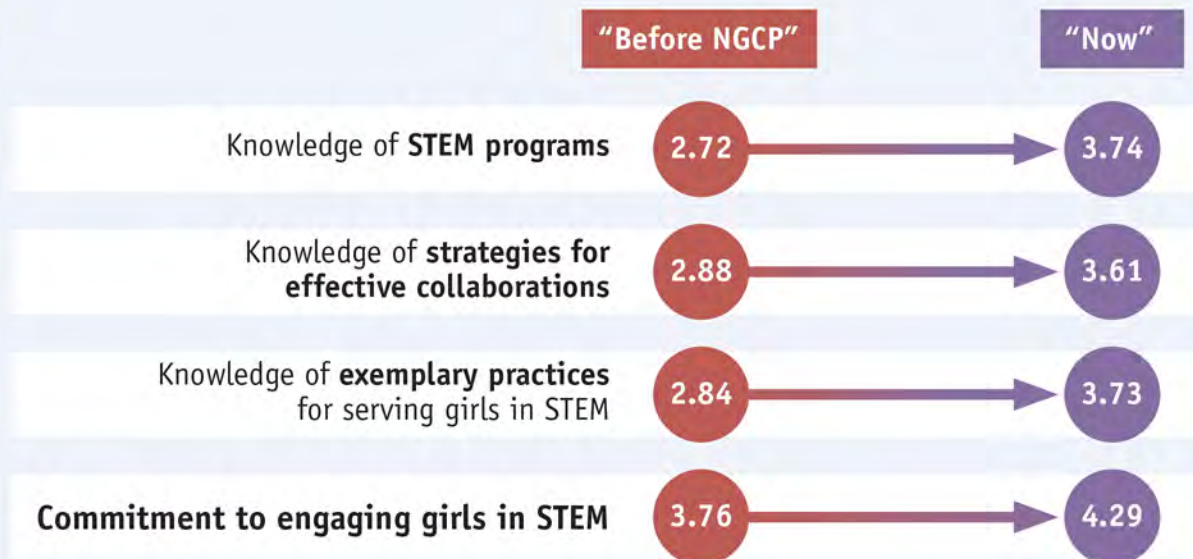 “Before NGCP” “Now”
Knowledge of STEM programs 2.72 3.74
Knowledge of strategies for
effective collaborations 2.88 3.61
Knowledge of exemplary practices
for serving girls in STEM 2.84 3.73
Commitment to engaging girls in STEM 3.76 4.29